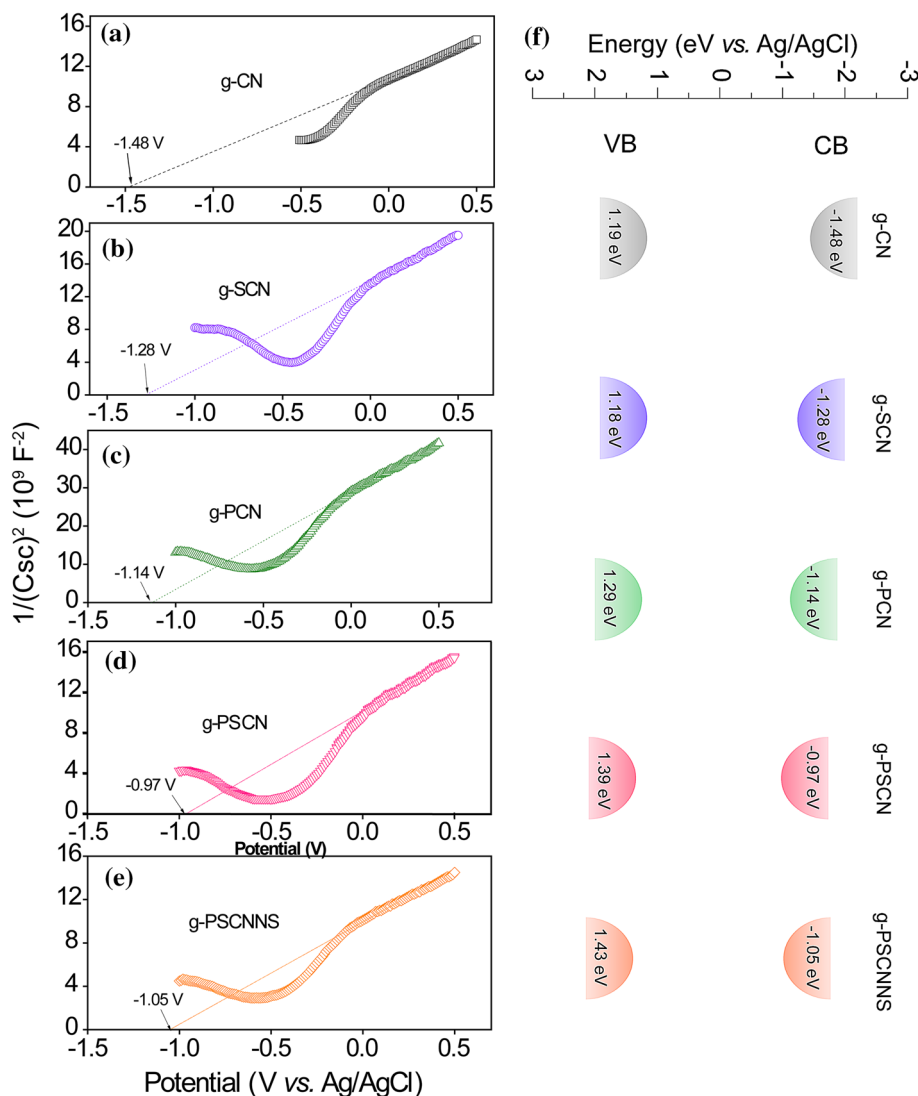 (a)
g-CN
-1.48 V
16
12
8
4
0
-1.5 -1.0 -0.5 0.0 0.5
(b)
g-SCN
-1.28 V
20
16
12
8
4
0
-1.5 -1.0 -0.5 0.0 0.5
(c)
g-PCN
-1.14 V
40
30
20
10
0
-1.5 -1.0 -0.5 0.0 0.5
(d)
g-PSCN
-0.97 V
16
12
8
4
0
-1.5 -1.0 -0.5 0.0 0.5
Potential (V)
(e)
g-PSCNNS
-1.05 V
16
12
8
4
0
-1.5 -1.0 -0.5 0.0 0.5
1/(Csc)² (10⁹ F⁻²)
Potential (V vs. Ag/AgCl)
(f)
Energy (eV vs. Ag/AgCl)
3 2 1 0 -1 -2 -3
VB CB
1.19 eV -1.48 eV g-CN
1.18 eV -1.28 eV g-SCN
1.29 eV -1.14 eV g-PCN
1.39 eV -0.97 eV g-PSCN
1.43 eV -1.05 eV g-PSCNNS